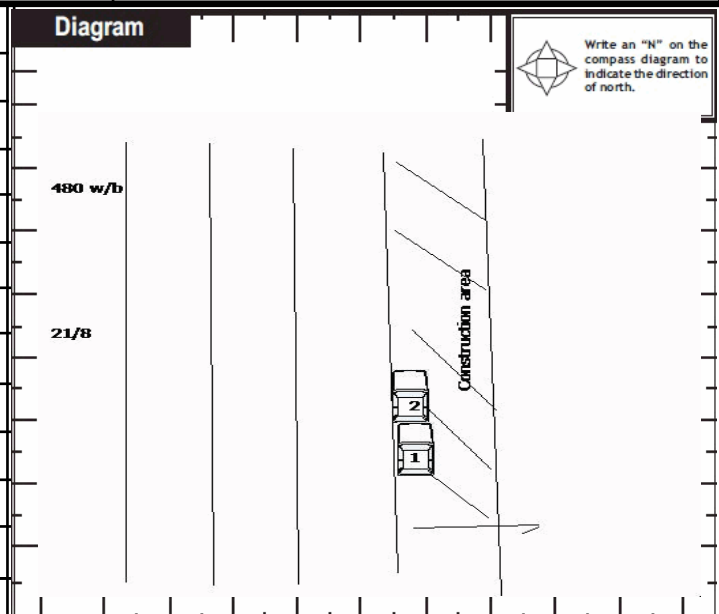 Diagram
Write an "N" on the
compass diagram to
indicate the direction
of north.
480 w/b
21/8
Construction area
2
1